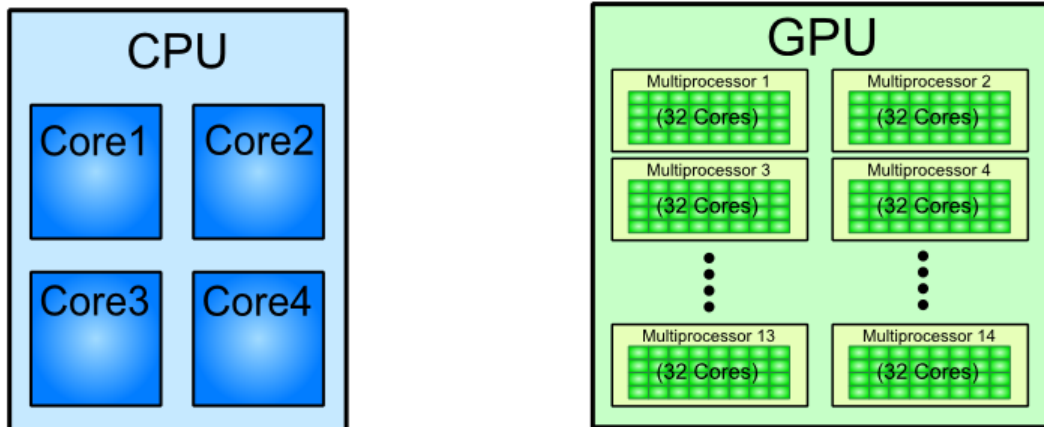 CPU
Core1
Core2
Core3
Core4
GPU
Multiprocessor 1
(32 Cores)
Multiprocessor 2
(32 Cores)
Multiprocessor 3
(32 Cores)
Multiprocessor 4
(32 Cores)
Multiprocessor 13
(32 Cores)
Multiprocessor 14
(32 Cores)